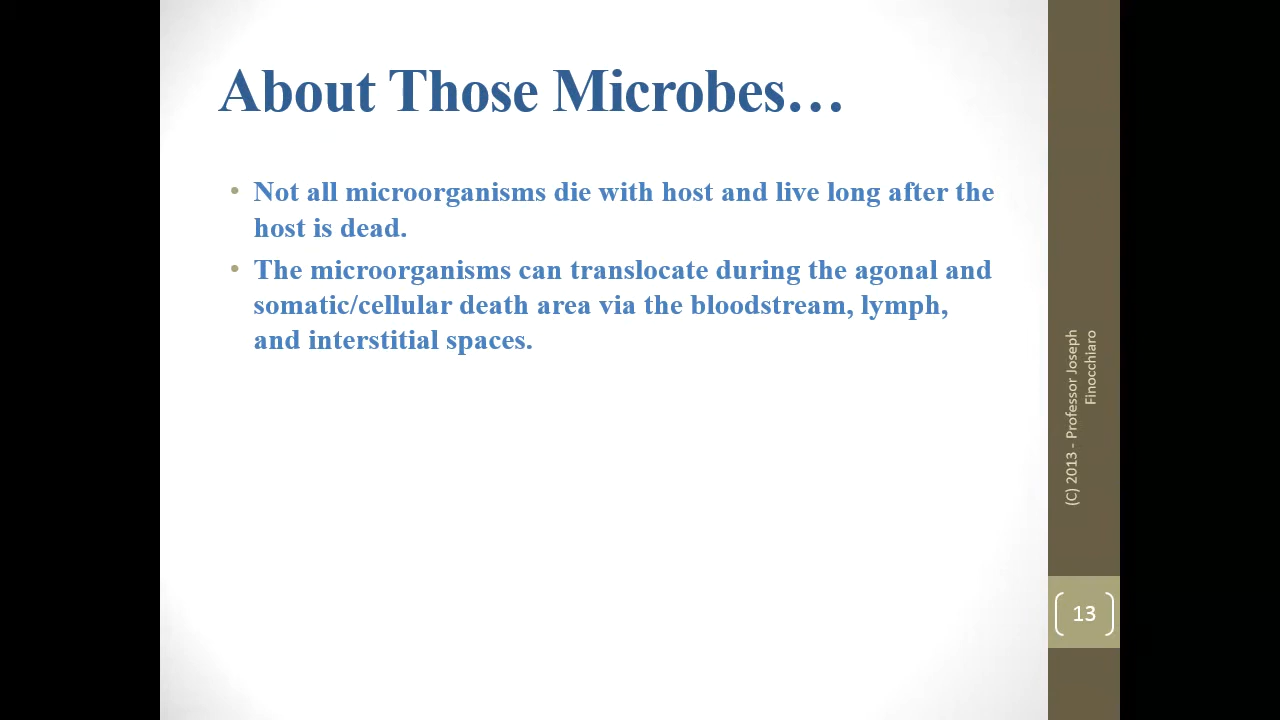 About Those Microbes…
• Not all microorganisms die with host and live long after the
host is dead.
• The microorganisms can translocate during the agonal and
somatic/cellular death area via the bloodstream, lymph,
and interstitial spaces.
(C) 2013 - Professor Joseph
Finocchiaro
13